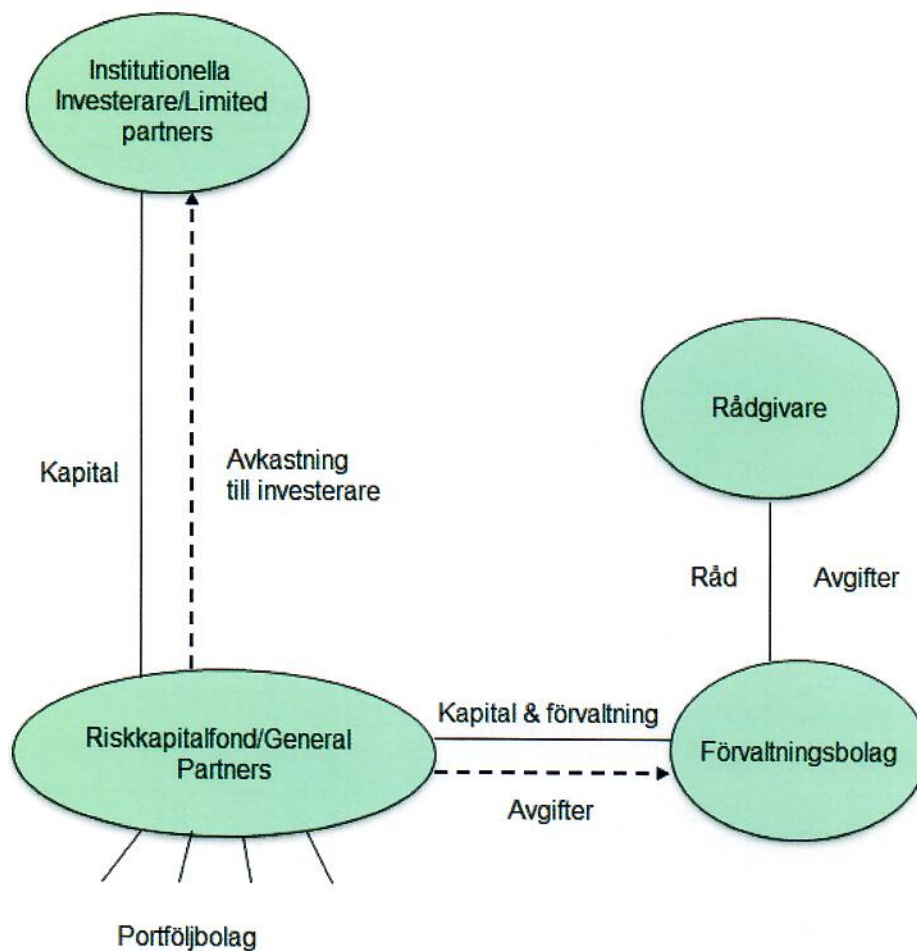 Institutionella
Investerare/Limited
partners
Rådgivare
Kapital
Avkastning
till investerare
Råd
Avgifter
Riskkapitalfond/General
Partners
Kapital & förvaltning
Avgifter
Förvaltningsbolag
Portföljbolag